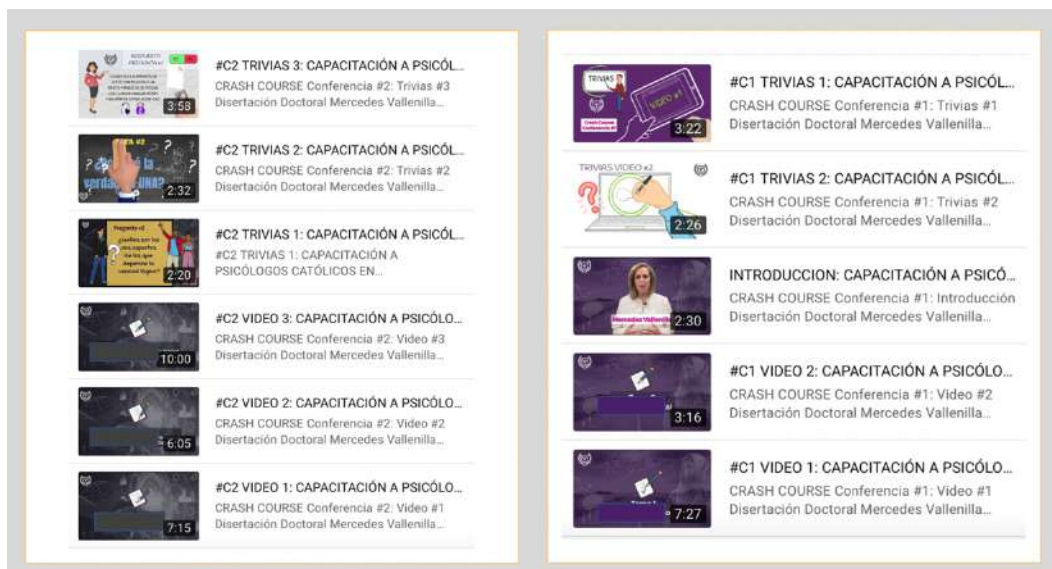 #C2 TRIVIAS 3: CAPACITACIÓN A PSICÓL...
CRASH COURSE Conferencia #2: Trivias #3
Disertación Doctoral Mercedes Vallenilla...
3:58
#C2 TRIVIAS 2: CAPACITACIÓN A PSICÓL...
CRASH COURSE Conferencia #2: Trivias #2
Disertación Doctoral Mercedes Vallenilla...
2:32
#C2 TRIVIAS 1: CAPACITACIÓN A PSICÓL...
#C2 TRIVIAS 1: CAPACITACIÓN A
PSICÓLOGOS CATÓLICOS EN...
2:20
#C2 VIDEO 3: CAPACITACIÓN A PSICÓLO...
CRASH COURSE Conferencia #2: Video #3
Disertación Doctoral Mercedes Vallenilla...
10:00
#C2 VIDEO 2: CAPACITACIÓN A PSICÓLO...
CRASH COURSE Conferencia #2: Video #2
Disertación Doctoral Mercedes Vallenilla...
6:05
#C2 VIDEO 1: CAPACITACIÓN A PSICÓLO...
CRASH COURSE Conferencia #2: Video #1
Disertación Doctoral Mercedes Vallenilla...
7:15
TRIVIAS
VIDEO #1
Crash Course
3:22
#C1 TRIVIAS 1: CAPACITACIÓN A PSICÓL...
CRASH COURSE Conferencia #1: Trivias #1
Disertación Doctoral Mercedes Vallenilla...
TRIVIAS VIDEO #2
2:26
#C1 TRIVIAS 2: CAPACITACIÓN A PSICÓL...
CRASH COURSE Conferencia #1: Trivias #2
Disertación Doctoral Mercedes Vallenilla...
Mercedes Vallenilla
2:30
INTRODUCCION: CAPACITACIÓN A PSICÓ...
CRASH COURSE Conferencia #1: Introducción
Disertación Doctoral Mercedes Vallenilla...
3:16
#C1 VIDEO 2: CAPACITACIÓN A PSICÓLO...
CRASH COURSE Conferencia #1: Video #2
Disertación Doctoral Mercedes Vallenilla...
7:27
#C1 VIDEO 1: CAPACITACIÓN A PSICÓLO...
CRASH COURSE Conferencia #1: Video #1
Disertación Doctoral Mercedes Vallenilla...